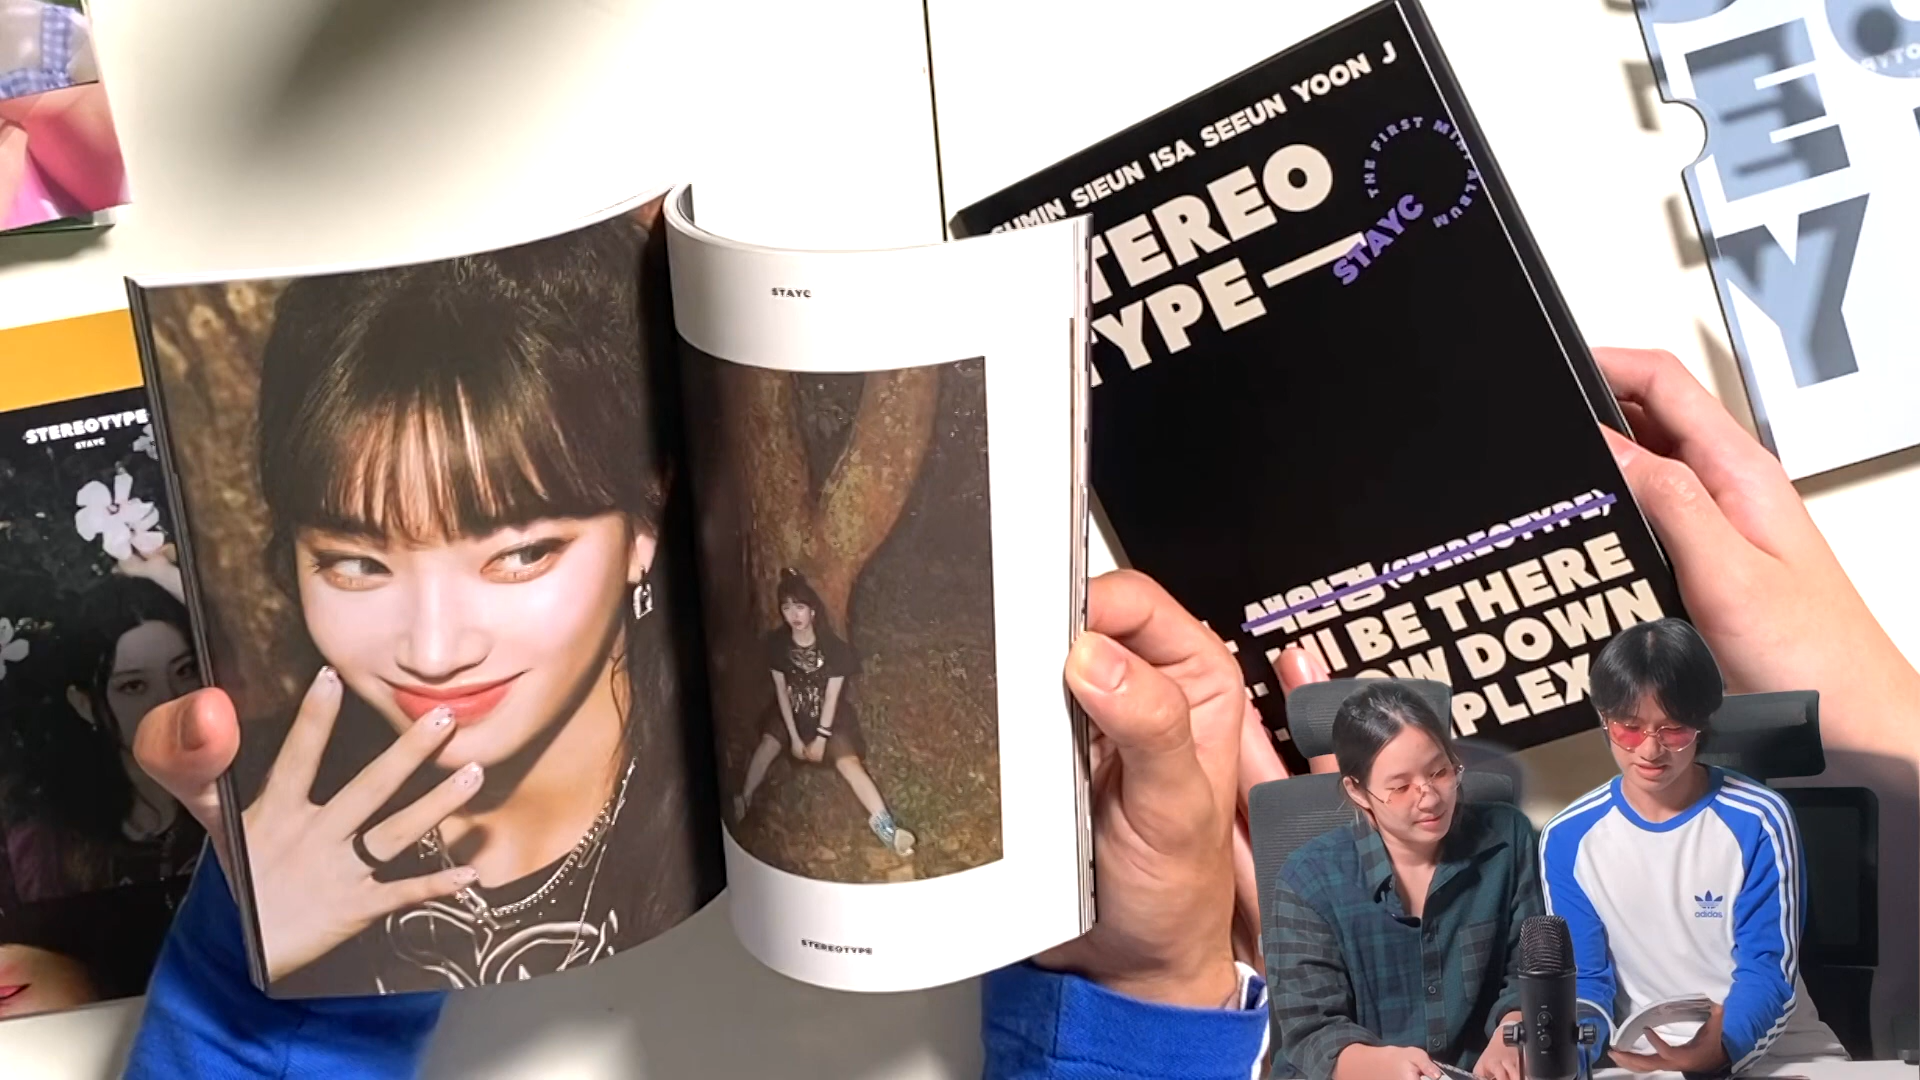 SUMIN SIEUN ISA SEEUN YOON J
STEREO
TYPE—
THE FIRST MINI ALBUM
STAYC
색안경 (STEREOTYPE)
I'LL BE THERE
SLOW DOWN
COMPLEX
STAYC
STEREOTYPE
STEREOTYPE
STAYC
E
Y
adidas